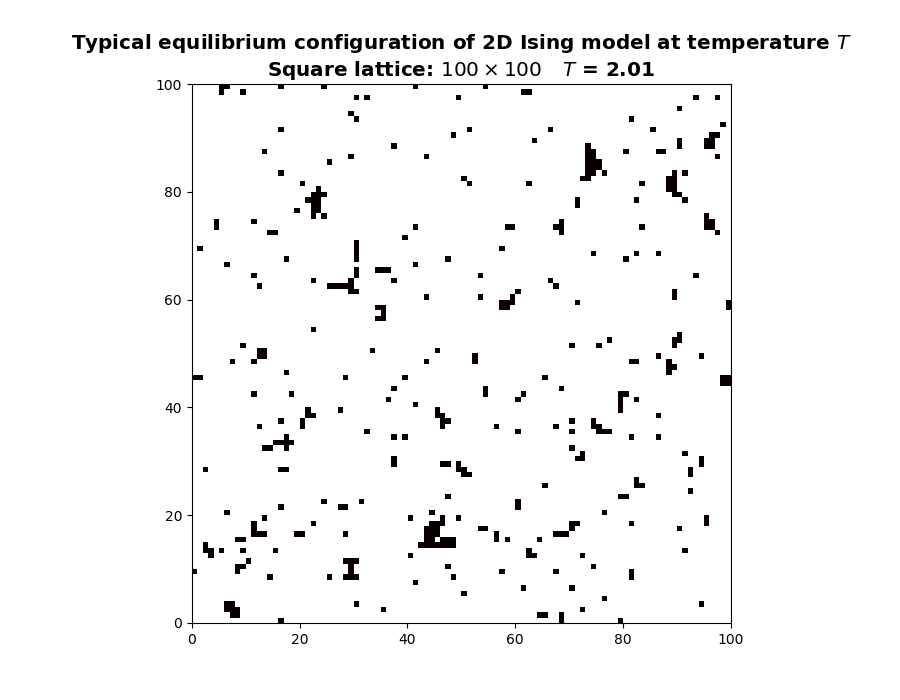 Typical equilibrium configuration of 2D Ising model at temperature T
Square lattice: 100 × 100 T = 2.01
100
80
60
40
20
0
0 20 40 60 80 100